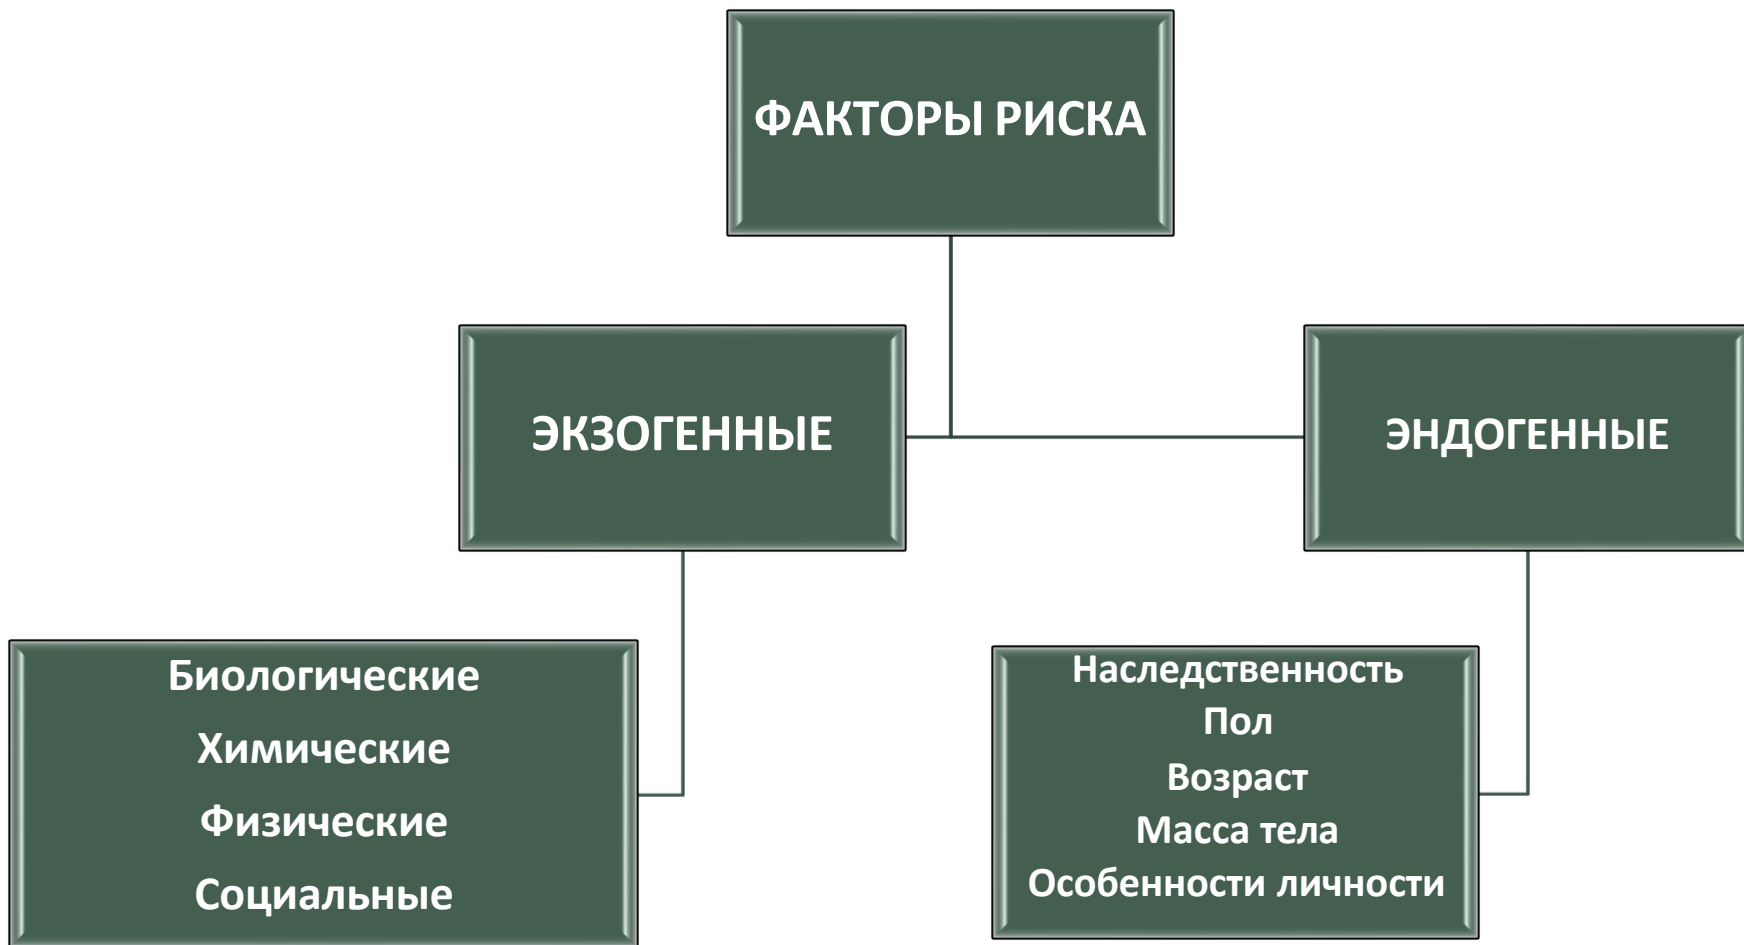 ФАКТОРЫ РИСКА
ЭКЗОГЕННЫЕ
ЭНДОГЕННЫЕ
Биологические
Химические
Физические
Социальные
Наследственность
Пол
Возраст
Масса тела
Особенности личности